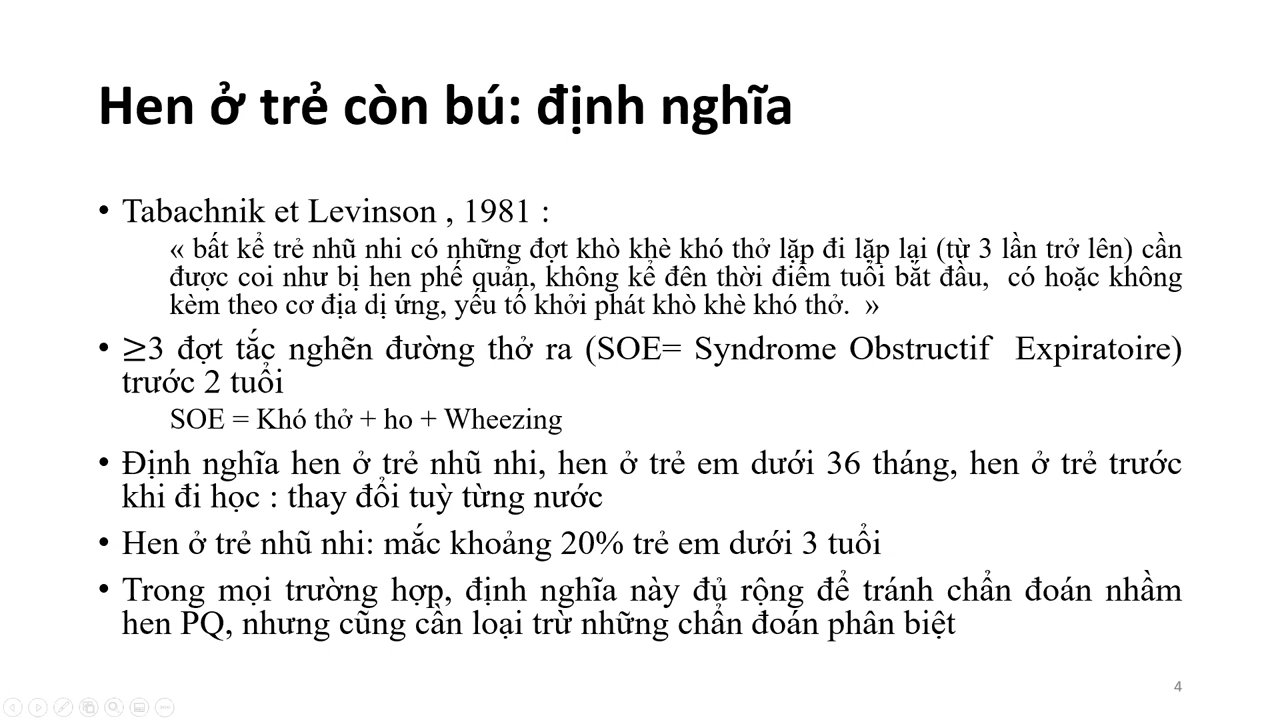 Hen ở trẻ còn bú: định nghĩa
• Tabachnik et Levinson , 1981 :
« bất kể trẻ nhũ nhi có những đợt khò khè khó thở lặp đi lặp lại (từ 3 lần trở lên) cần
được coi như bị hen phế quản, không kể đên thời điểm tuổi bắt đầu, có hoặc không
kèm theo cơ địa dị ứng, yếu tố khởi phát khò khè khó thở. »
• ≥3 đợt tắc nghẽn đường thở ra (SOE= Syndrome Obstructif Expiratoire)
trước 2 tuổi
SOE = Khó thở + ho + Wheezing
• Định nghĩa hen ở trẻ nhũ nhi, hen ở trẻ em dưới 36 tháng, hen ở trẻ trước
khi đi học : thay đổi tuỳ từng nước
• Hen ở trẻ nhũ nhi: mắc khoảng 20% trẻ em dưới 3 tuổi
• Trong mọi trường hợp, định nghĩa này đủ rộng để tránh chẩn đoán nhầm
hen PQ, nhưng cũng cần loại trừ những chẩn đoán phân biệt
4